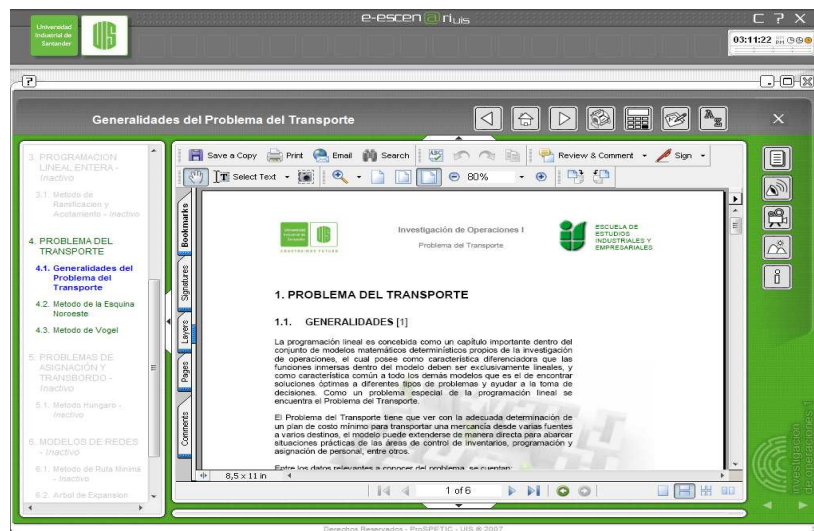 e-escen@riuis
Universidad
Industrial de
Santander
UIS
03:11:22
Generalidades del Problema del Transporte
3. PROGRAMACION
LINEAL ENTERA -
Inactivo
3.1. Metodo de
Ramificacion y
Acotamiento - Inactivo
4. PROBLEMA DEL
TRANSPORTE
4.1. Generalidades del
Problema del
Transporte
4.2. Metodo de la Esquina
Noroeste
4.3. Metodo de Vogel
5. PROBLEMAS DE
ASIGNACIÓN Y
TRANSBORDO -
Inactivo
5.1. Metodo Hungaro -
Inactivo
6. MODELOS DE REDES
- Inactivo
6.1. Metodo de Ruta Minima
- Inactivo
6.2. Arbol de Expansion
Save a Copy Print Email Search Review & Comment Sign
Select Text 80%
Bookmarks
Signatures
Layers
Pages
Comments
Investigación de Operaciones I
Problema del Transporte
ESCUELA DE
ESTUDIOS
INDUSTRIALES Y
EMPRESARIALES
1. PROBLEMA DEL TRANSPORTE
1.1. GENERALIDADES [1]
La programación lineal es concebida como un capítulo importante dentro del
conjunto de modelos matemáticos determinísticos propios de la investigación
de operaciones, el cual posee como característica diferenciadora que las
funciones inmersas dentro del modelo deben ser exclusivamente lineales, y
como característica común a todo los demás modelos que es el de encontrar
soluciones óptimas a diferentes tipos de problemas y ayudar a la toma de
decisiones. Como un problema especial de la programación lineal se
encuentra el Problema del Transporte.
El Problema del Transporte tiene que ver con la adecuada determinación de
un plan de costo mínimo para transportar una mercancía desde varias fuentes
a varios destinos, el modelo puede extenderse de manera directa para abarcar
situaciones prácticas de las áreas de control de inventarios, programación y
asignación de personal, entre otros.
Entre los datos relevantes a conocer del problema, se cuentan:
8,5 x 11 in
1 of 6
investigación
de operaciones 1
Derechos Reservados - ProSPETIC - UIS ® 2007